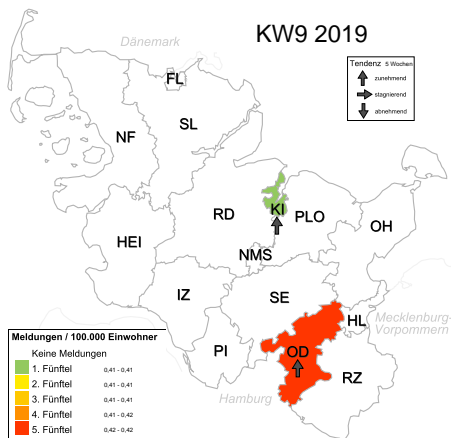 KW9 2019
Dänemark
Tendenz 5 Wochen
zunehmend
stagnierend
abnehmend
FL
NF
SL
RD
KI
PLO
OH
HEI
NMS
IZ
SE
HL
Mecklenburg-
Vorpommern
PI
OD
RZ
Hamburg
Meldungen / 100.000 Einwohner
Keine Meldungen
1. Fünftel 0,41 - 0,41
2. Fünftel 0,41 - 0,41
3. Fünftel 0,41 - 0,41
4. Fünftel 0,41 - 0,42
5. Fünftel 0,42 - 0,42